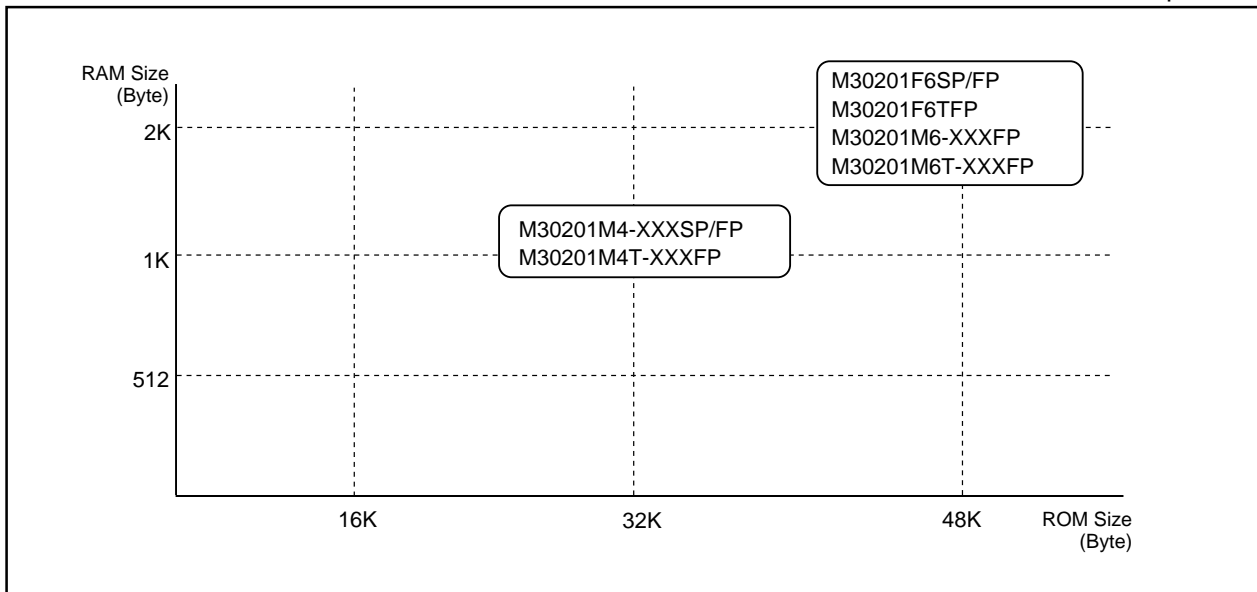 RAM Size
(Byte)
M30201F6SP/FP
M30201F6TFP
M30201M6-XXXFP
M30201M6T-XXXFP
2K
M30201M4-XXXSP/FP
M30201M4T-XXXFP
1K
512
16K
32K
48K
ROM Size
(Byte)